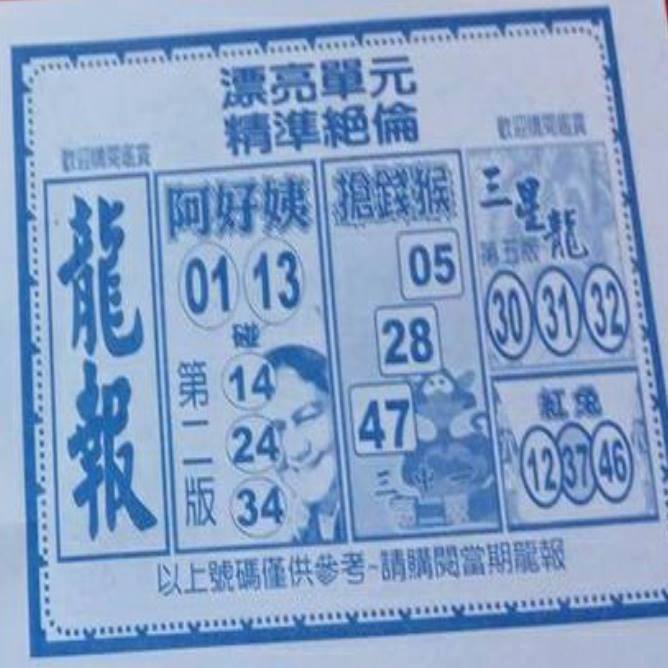 漂亮單元
精準絕倫
歡迎購閱鑑賞
歡迎購閱鑑賞
龍報
阿好姨
01 13
碰
第二版
14
24
34
搶錢猴
05
28
47
三中一
三星龍
第五版
30 31 32
紅兔
12 37 46
以上號碼僅供參考~請購閱當期龍報